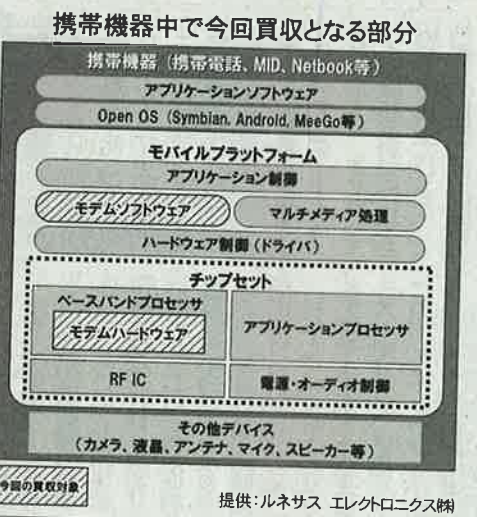 携帯機器中で今回買収となる部分
携帯機器(携帯電話、MID、Netbook等)
アプリケーションソフトウェア
Open OS (Symbian, Android, MeeGo等)
モバイルプラットフォーム
アプリケーション制御
モデムソフトウェア
マルチメディア処理
ハードウェア制御(ドライバ)
チップセット
ベースバンドプロセッサ
モデムハードウェア
アプリケーションプロセッサ
RF IC
電源・オーディオ制御
その他デバイス
(カメラ、液晶、アンテナ、マイク、スピーカー等)
今回の買収対象
提供:ルネサス エレクトロニクス㈱